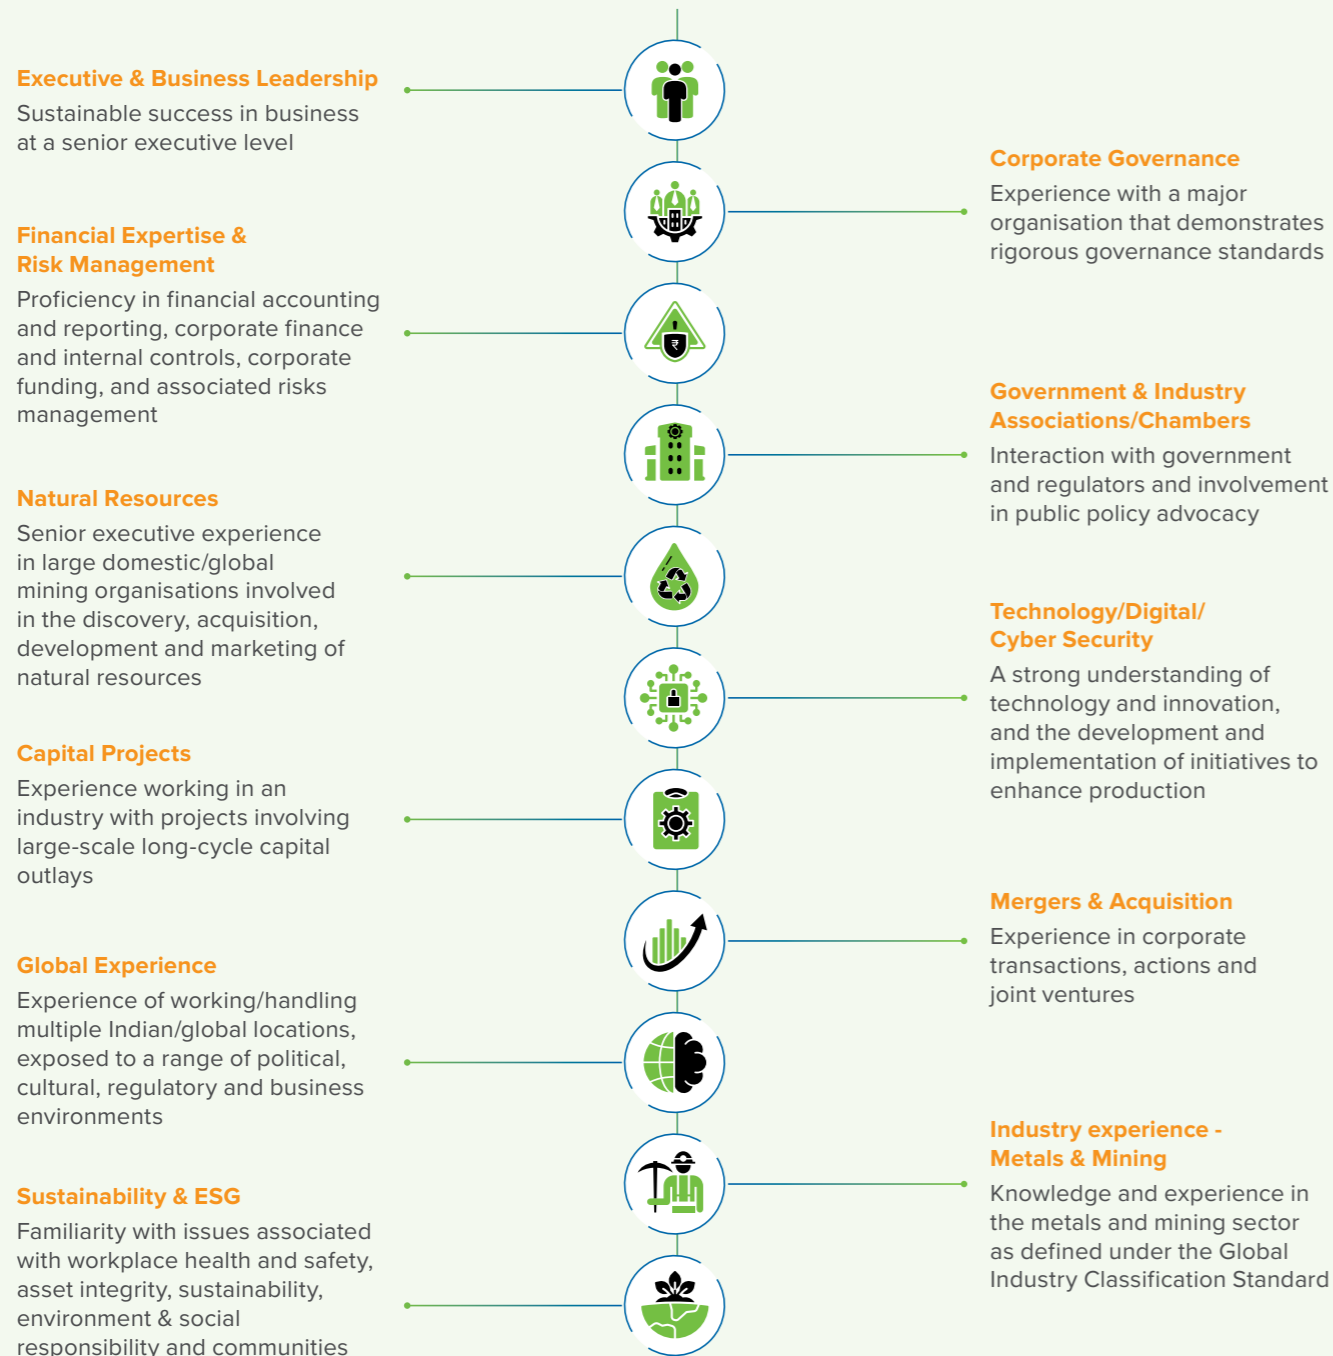 Executive & Business Leadership
Sustainable success in business
at a senior executive level
Corporate Governance
Experience with a major
organisation that demonstrates
rigorous governance standards
Financial Expertise &
Risk Management
Proficiency in financial accounting
and reporting, corporate finance
and internal controls, corporate
funding, and associated risks
management
₹
Government & Industry
Associations/Chambers
Interaction with government
and regulators and involvement
in public policy advocacy
Natural Resources
Senior executive experience
in large domestic/global
mining organisations involved
in the discovery, acquisition,
development and marketing of
natural resources
Technology/Digital/
Cyber Security
A strong understanding of
technology and innovation,
and the development and
implementation of initiatives to
enhance production
Capital Projects
Experience working in an
industry with projects involving
large-scale long-cycle capital
outlays
Mergers & Acquisition
Experience in corporate
transactions, actions and
joint ventures
Global Experience
Experience of working/handling
multiple Indian/global locations,
exposed to a range of political,
cultural, regulatory and business
environments
Industry experience -
Metals & Mining
Knowledge and experience in
the metals and mining sector
as defined under the Global
Industry Classification Standard
Sustainability & ESG
Familiarity with issues associated
with workplace health and safety,
asset integrity, sustainability,
environment & social
responsibility and communities